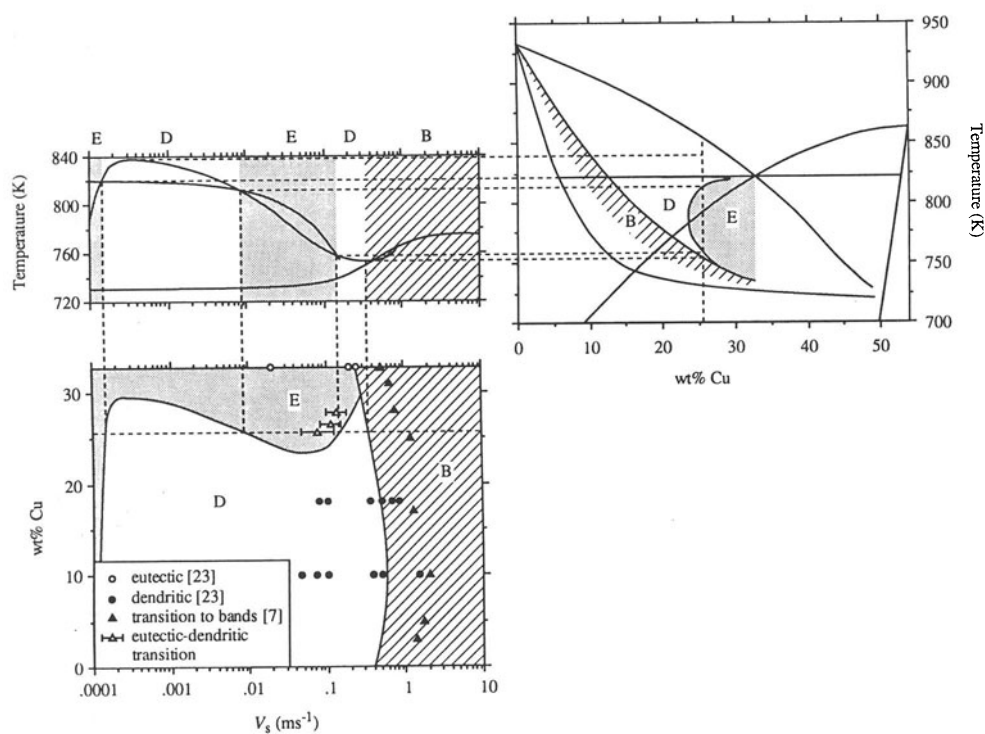 E D E D B
840
800
760
720
Temperature (K)
950
900
850
800
750
700
Temperature (K)
D
B
E
0 10 20 30 40 50
wt% Cu
30
20
10
0
wt% Cu
E
D
B
eutectic [23]
dendritic [23]
transition to bands [7]
eutectic-dendritic
transition
.0001 .001 .01 .1 1 10
Vs (ms-1)